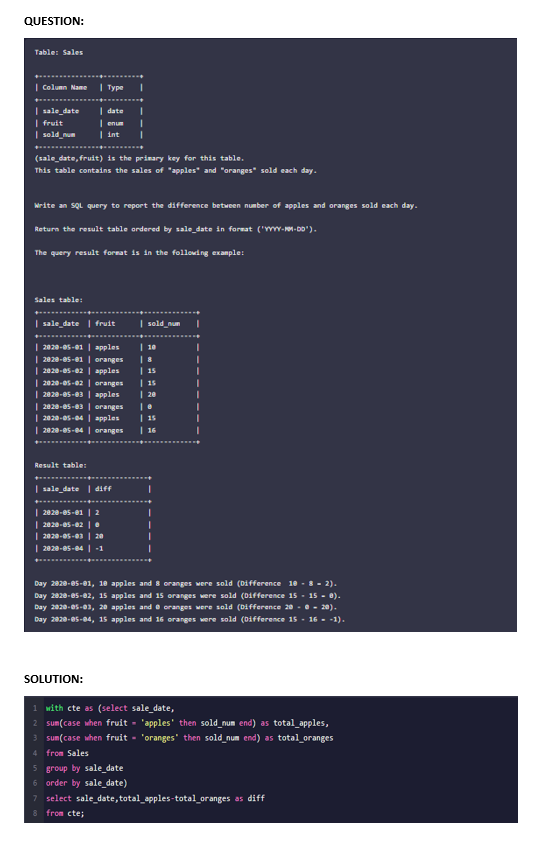 QUESTION:
Table: Sales
+---------------+---------+
| Column Name | Type |
+---------------+---------+
| sale_date | date |
| fruit | enum |
| sold_num | int |
+---------------+---------+
(sale_date,fruit) is the primary key for this table.
This table contains the sales of "apples" and "oranges" sold each day.
Write an SQL query to report the difference between number of apples and oranges sold each day.
Return the result table ordered by sale_date in format ('YYYY-MM-DD').
The query result format is in the following example:
Sales table:
+------------+------------+-------------+
| sale_date | fruit | sold_num |
+------------+------------+-------------+
| 2020-05-01 | apples | 10 |
| 2020-05-01 | oranges | 8 |
| 2020-05-02 | apples | 15 |
| 2020-05-02 | oranges | 15 |
| 2020-05-03 | apples | 20 |
| 2020-05-03 | oranges | 0 |
| 2020-05-04 | apples | 15 |
| 2020-05-04 | oranges | 16 |
+------------+------------+-------------+
Result table:
+------------+--------------+
| sale_date | diff |
+------------+--------------+
| 2020-05-01 | 2 |
| 2020-05-02 | 0 |
| 2020-05-03 | 20 |
| 2020-05-04 | -1 |
+------------+--------------+
Day 2020-05-01, 10 apples and 8 oranges were sold (Difference 10 - 8 = 2).
Day 2020-05-02, 15 apples and 15 oranges were sold (Difference 15 - 15 = 0).
Day 2020-05-03, 20 apples and 0 oranges were sold (Difference 20 - 0 = 20).
Day 2020-05-04, 15 apples and 16 oranges were sold (Difference 15 - 16 = -1).
SOLUTION:
1 with cte as (select sale_date,
2 sum(case when fruit = 'apples' then sold_num end) as total_apples,
3 sum(case when fruit = 'oranges' then sold_num end) as total_oranges
4 from Sales
5 group by sale_date
6 order by sale_date)
7 select sale_date,total_apples-total_oranges as diff
8 from cte;